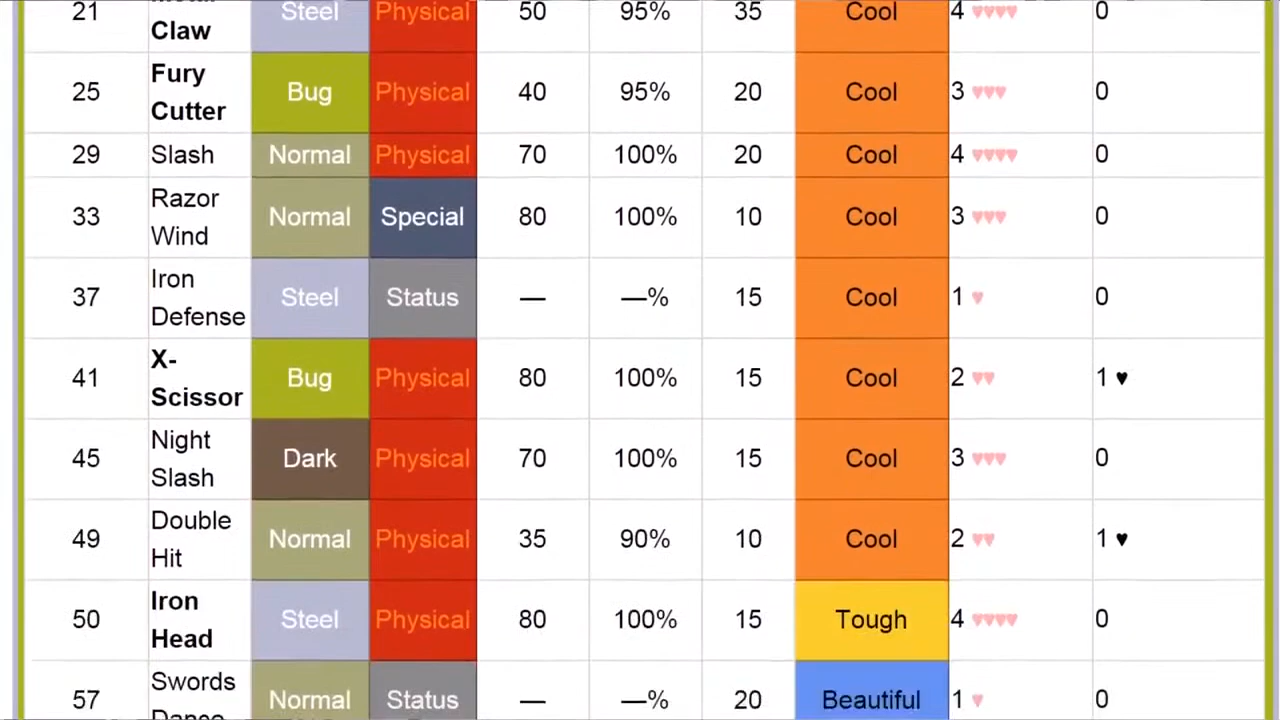 21 Steel Physical 50 95% 35 Cool 4 ♥♥♥♥ 0
Claw
Fury
25 Bug Physical 40 95% 20 Cool 3 ♥♥♥ 0
Cutter
29 Slash Normal Physical 70 100% 20 Cool 4 ♥♥♥♥ 0
Razor
33 Normal Special 80 100% 10 Cool 3 ♥♥♥ 0
Wind
Iron
37 Steel Status — —% 15 Cool 1 ♥ 0
Defense
X-
41 Bug Physical 80 100% 15 Cool 2 ♥♥ 1 ♥
Scissor
Night
45 Dark Physical 70 100% 15 Cool 3 ♥♥♥ 0
Slash
Double
49 Normal Physical 35 90% 10 Cool 2 ♥♥ 1 ♥
Hit
Iron
50 Steel Physical 80 100% 15 Tough 4 ♥♥♥♥ 0
Head
Swords
57 Normal Status — —% 20 Beautiful 1 ♥ 0